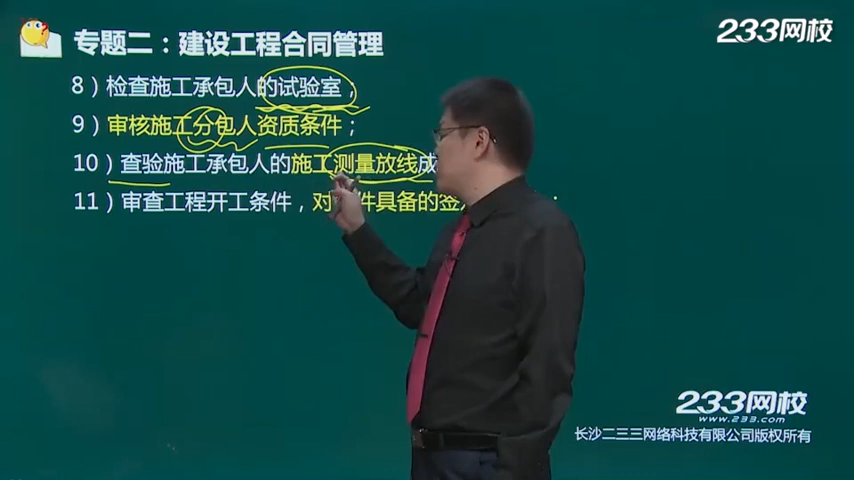 专题二：建设工程合同管理
233网校
8）检查施工承包人的试验室，
9）审核施工分包人资质条件；
10）查验施工承包人的施工测量放线成
11）审查工程开工条件，对 件具备的签
233网校
www.233.com
长沙二三三网络科技有限公司版权所有